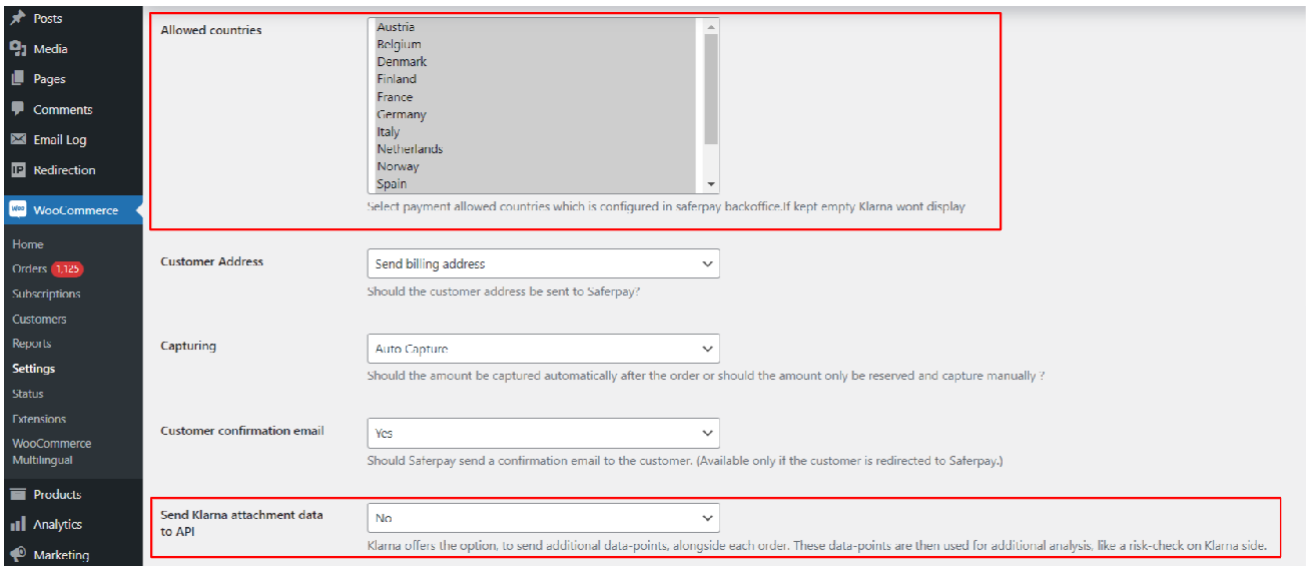 Posts
Media
Pages
Comments
Email Log
Redirection
WooCommerce
Home
Orders 1,125
Subscriptions
Customers
Reports
Settings
Status
Extensions
WooCommerce
Multilingual
Products
Analytics
Marketing
Allowed countries
Austria
Belgium
Denmark
Finland
France
Germany
Italy
Netherlands
Norway
Spain
Select payment allowed countries which is configured in saferpay backoffice.If kept empty Klarna wont display
Customer Address
Send billing address
Should the customer address be sent to Saferpay?
Capturing
Auto Capture
Should the amount be captured automatically after the order or should the amount only be reserved and capture manually ?
Customer confirmation email
Yes
Should Saferpay send a confirmation email to the customer. (Available only if the customer is redirected to Saferpay.)
Send Klarna attachment data
to API
No
Klarna offers the option, to send additional data-points, alongside each order. These data-points are then used for additional analysis, like a risk-check on Klarna side.